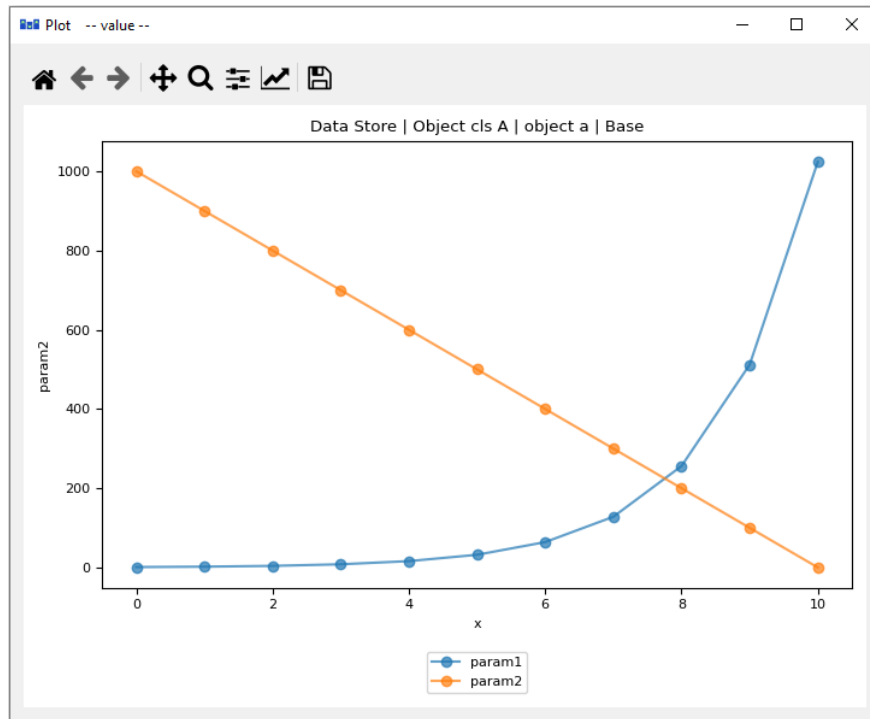 Plot -- value --
Data Store | Object cls A | object a | Base
1000
800
600
400
200
0
param2
0 2 4 6 8 10
x
param1
param2